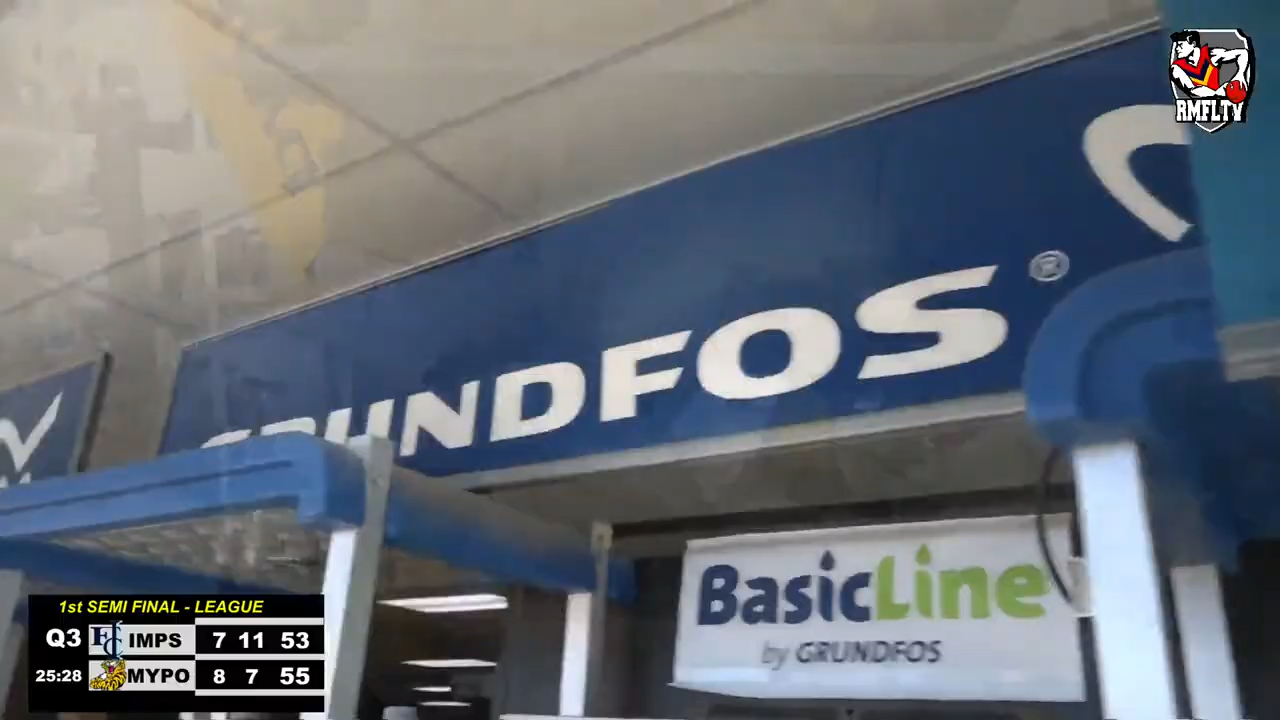 RMFLTV
GRUNDFOS®
BasicLine
by GRUNDFOS
1st SEMI FINAL - LEAGUE
Q3 IMPS 7 11 53
25:28 MYPO 8 7 55